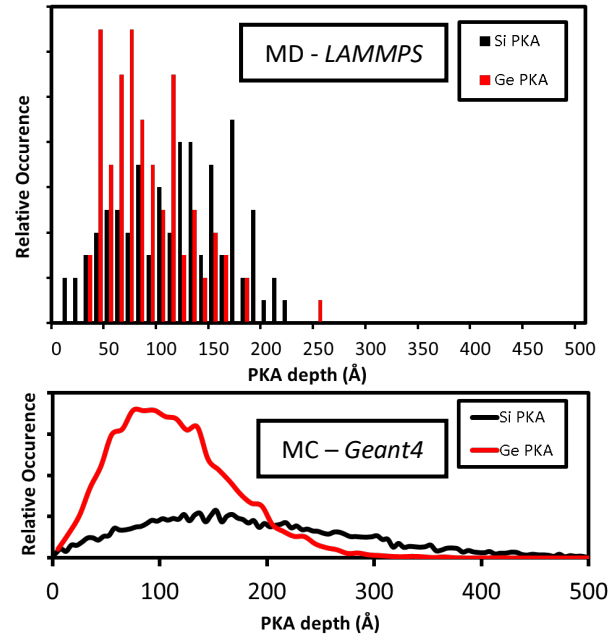 MD - LAMMPS
Si PKA
Ge PKA
Relative Occurence
0 50 100 150 200 250 300 350 400 450 500
PKA depth (Å)
MC – Geant4
Si PKA
Ge PKA
Relative Occurence
0 100 200 300 400 500
PKA depth (Å)